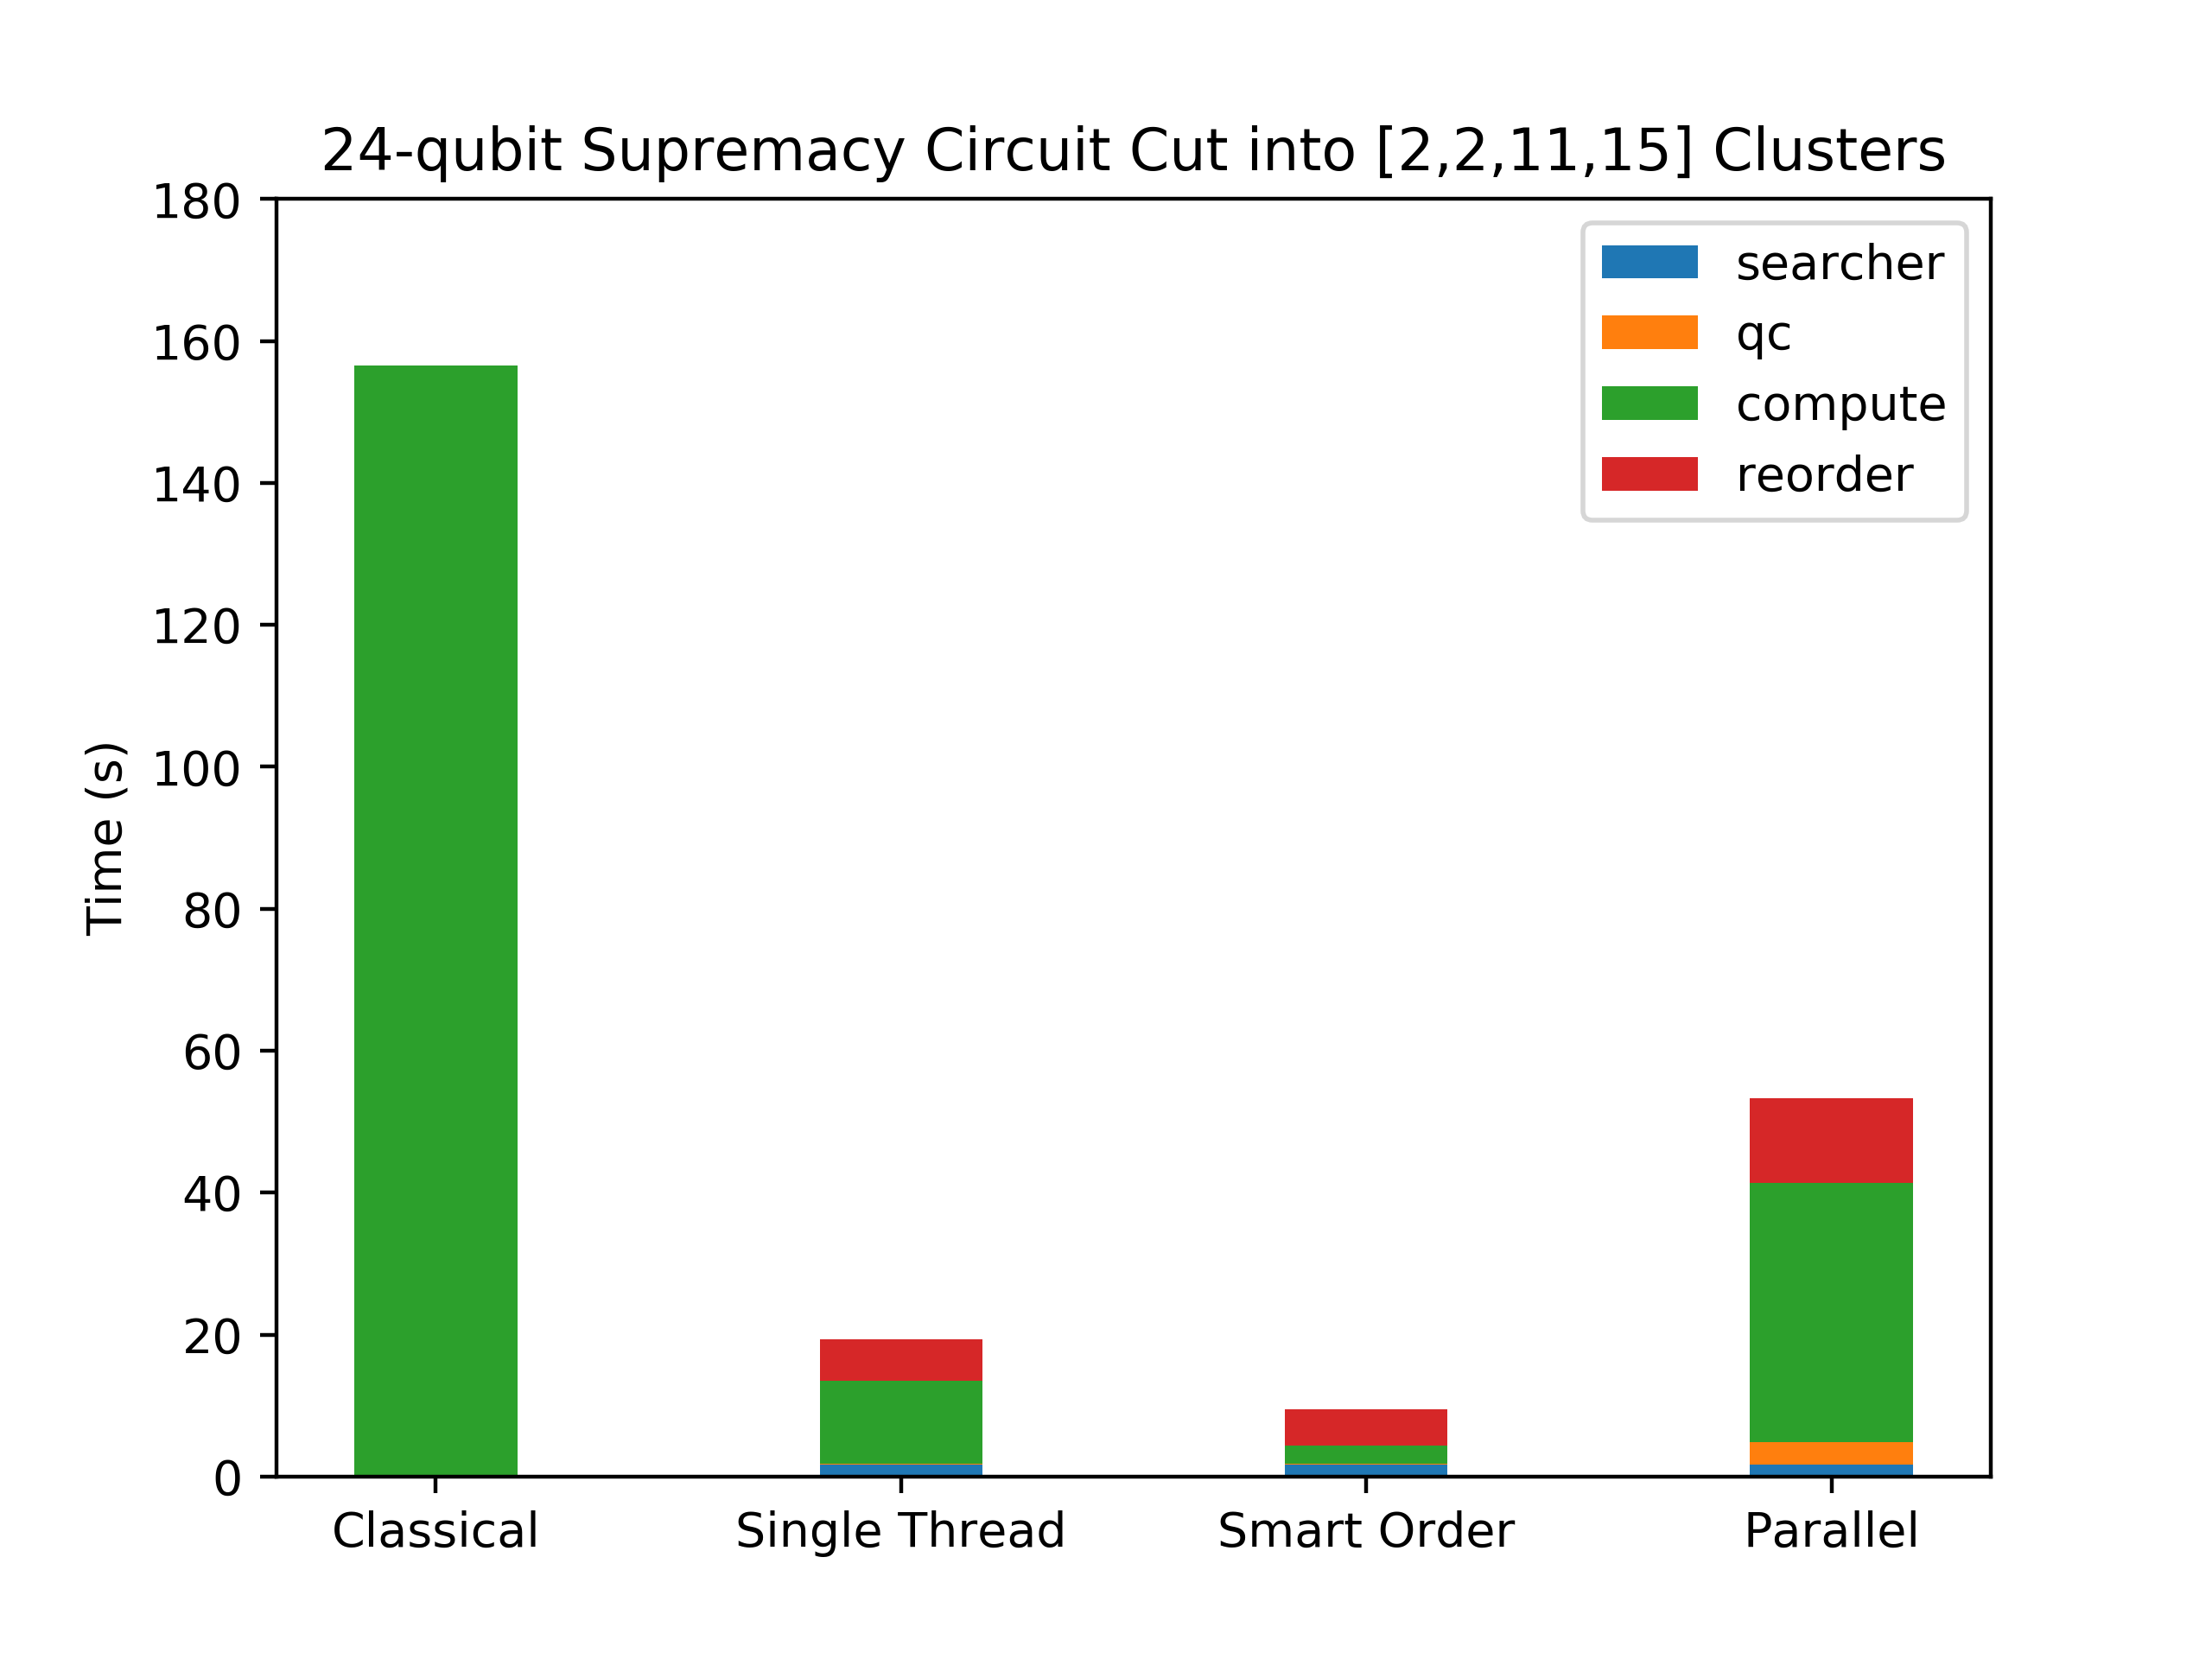 24-qubit Supremacy Circuit Cut into [2,2,11,15] Clusters
180
160
140
120
100
80
60
40
20
0
Time (s)
searcher
qc
compute
reorder
Classical
Single Thread
Smart Order
Parallel